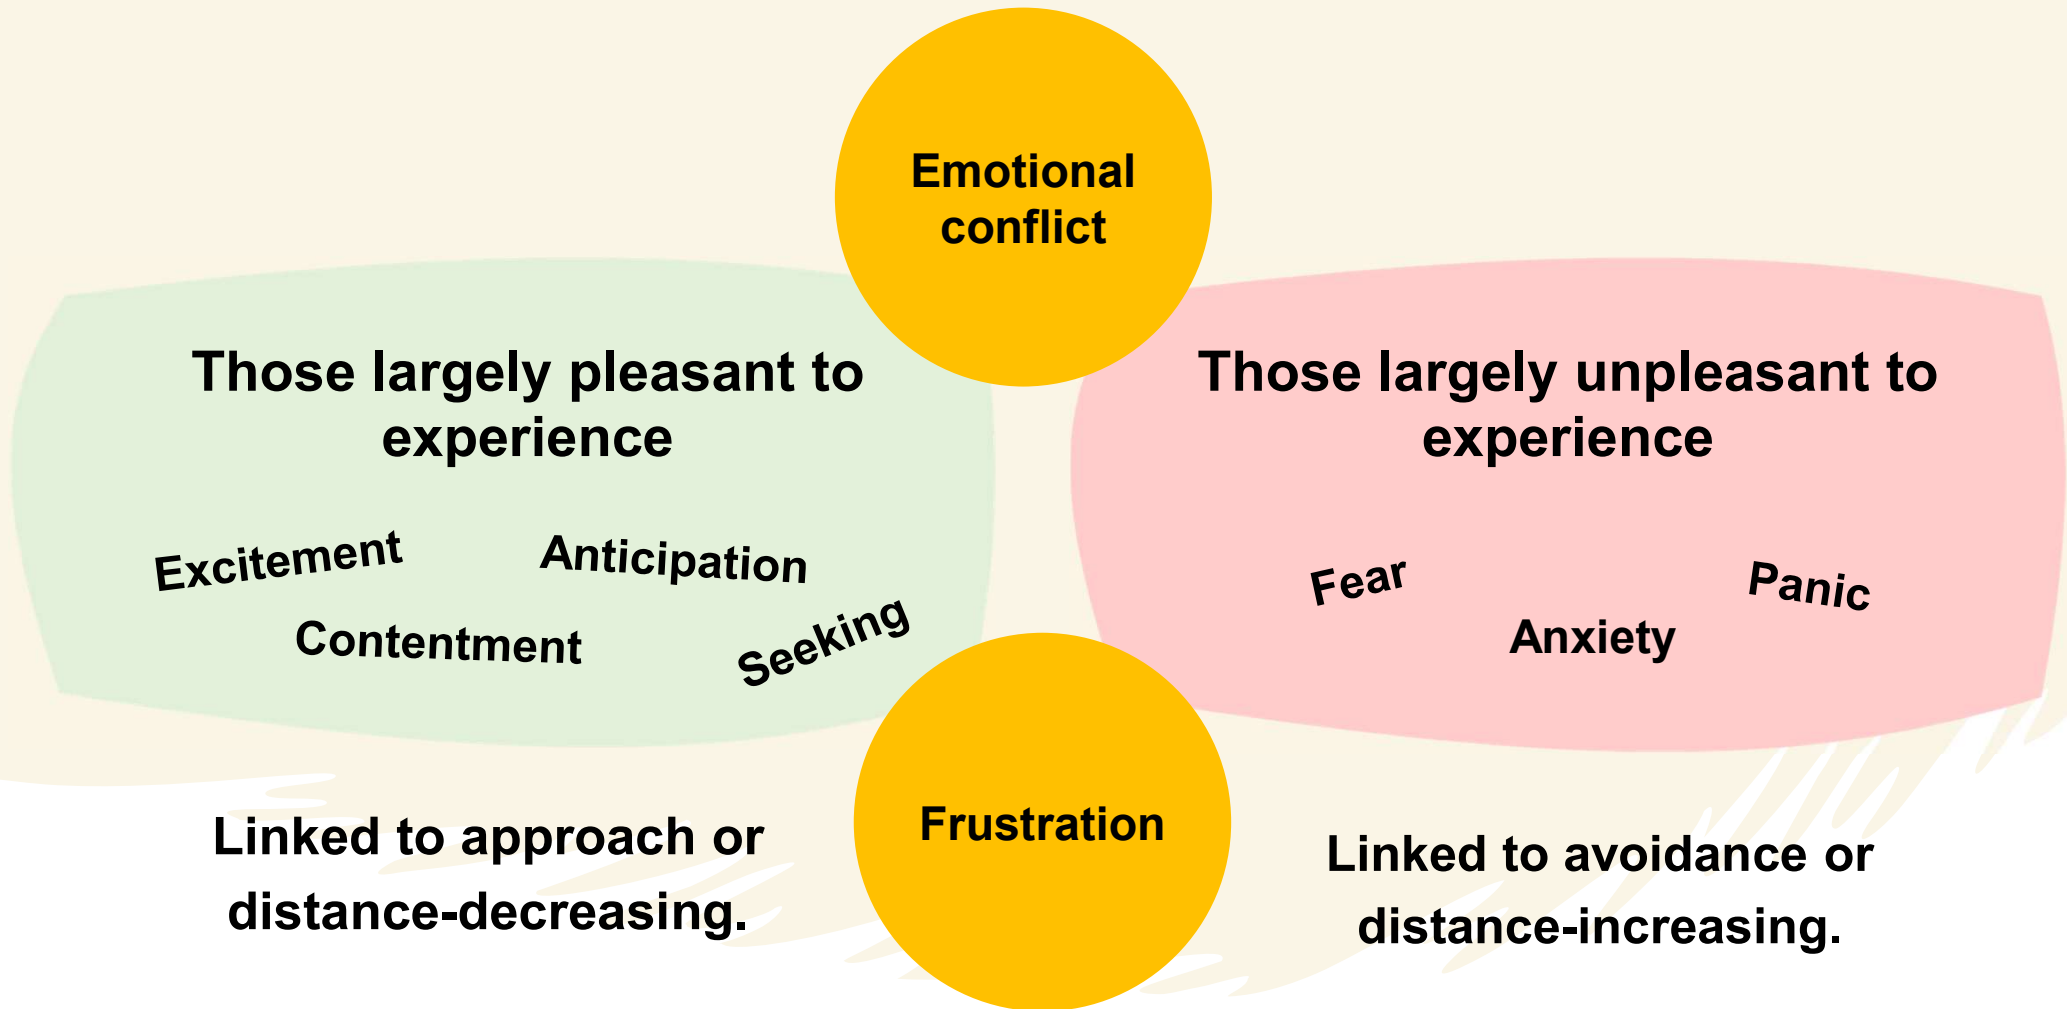 Emotional
conflict
Those largely pleasant to
experience
Excitement
Anticipation
Contentment
Seeking
Those largely unpleasant to
experience
Fear
Panic
Anxiety
Frustration
Linked to approach or
distance-decreasing.
Linked to avoidance or
distance-increasing.